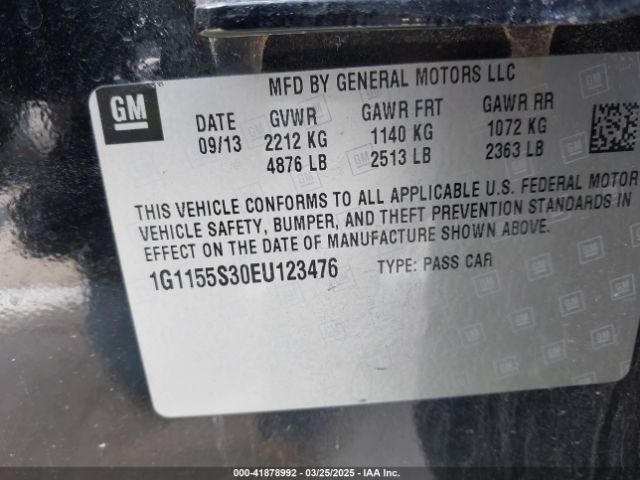 MFD BY GENERAL MOTORS LLC
GM
DATE GVWR GAWR FRT GAWR RR
09/13 2212 KG 1140 KG 1072 KG
4876 LB 2513 LB 2363 LB
THIS VEHICLE CONFORMS TO ALL APPLICABLE U.S. FEDERAL MOTOR
VEHICLE SAFETY, BUMPER, AND THEFT PREVENTION STANDARDS IN
EFFECT ON THE DATE OF MANUFACTURE SHOWN ABOVE.
1G1155S30EU123476 TYPE: PASS CAR
000-41878992 — 03/25/2025 — IAA Inc.